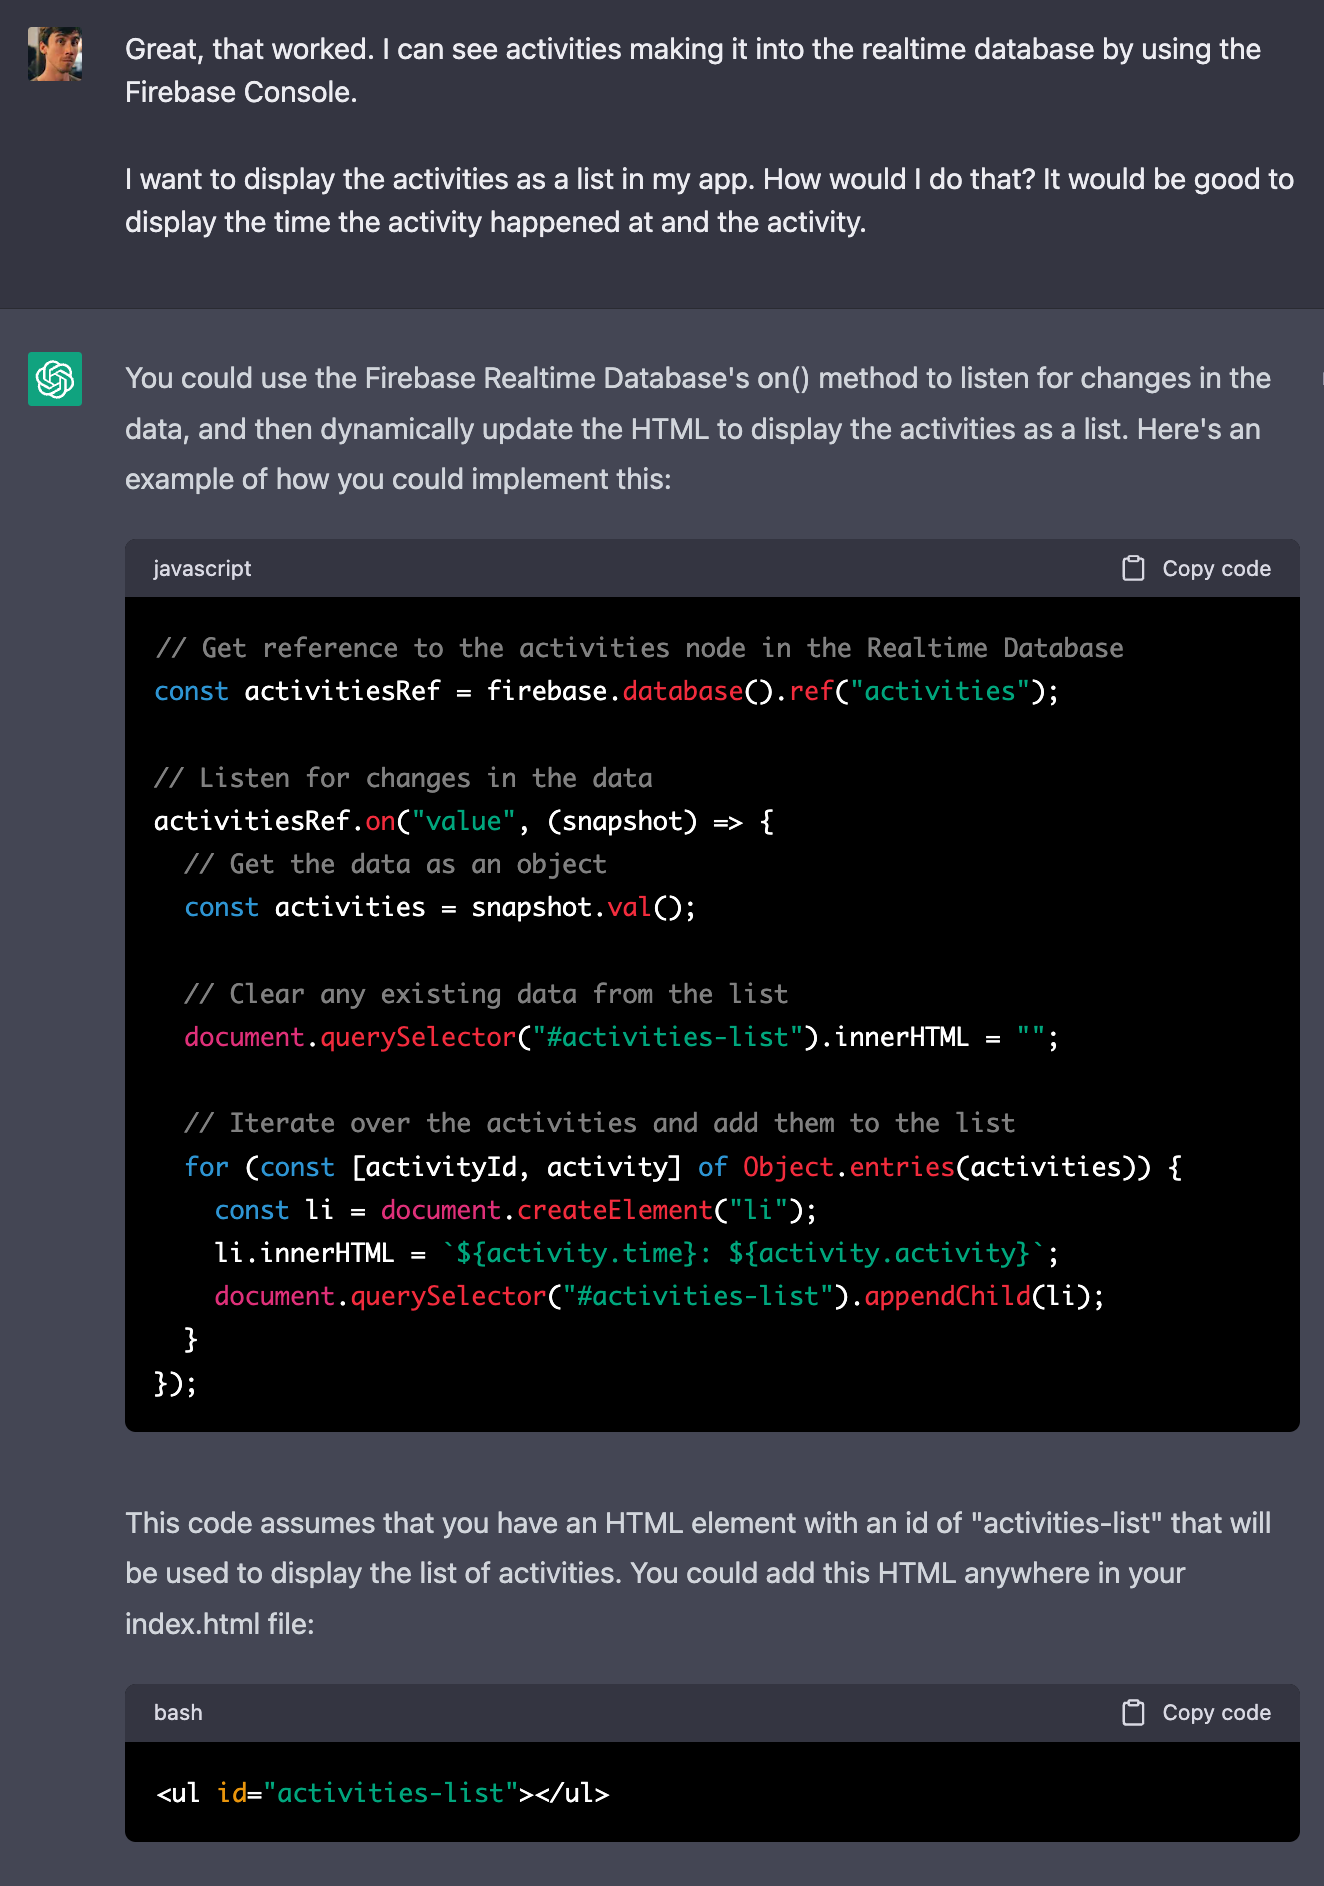 Great, that worked. I can see activities making it into the realtime database by using the
Firebase Console.
I want to display the activities as a list in my app. How would I do that? It would be good to
display the time the activity happened at and the activity.
You could use the Firebase Realtime Database's on() method to listen for changes in the
data, and then dynamically update the HTML to display the activities as a list. Here's an
example of how you could implement this:
javascript Copy code
// Get reference to the activities node in the Realtime Database
const activitiesRef = firebase.database().ref("activities");
// Listen for changes in the data
activitiesRef.on("value", (snapshot) => {
  // Get the data as an object
  const activities = snapshot.val();
  // Clear any existing data from the list
  document.querySelector("#activities-list").innerHTML = "";
  // Iterate over the activities and add them to the list
  for (const [activityId, activity] of Object.entries(activities)) {
    const li = document.createElement("li");
    li.innerHTML = `${activity.time}: ${activity.activity}`;
    document.querySelector("#activities-list").appendChild(li);
  }
});
This code assumes that you have an HTML element with an id of "activities-list" that will
be used to display the list of activities. You could add this HTML anywhere in your
index.html file:
bash Copy code
<ul id="activities-list"></ul>